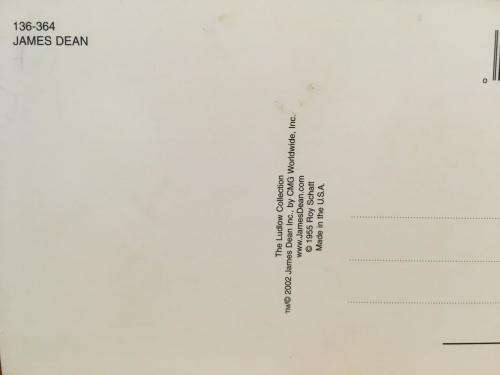 136-364
JAMES DEAN
The Ludlow Collection
TM/© 2002 James Dean Inc. by CMG Worldwide, Inc.
www.JamesDean.com
© 1955 Roy Schatt
Made in the U.S.A.
0